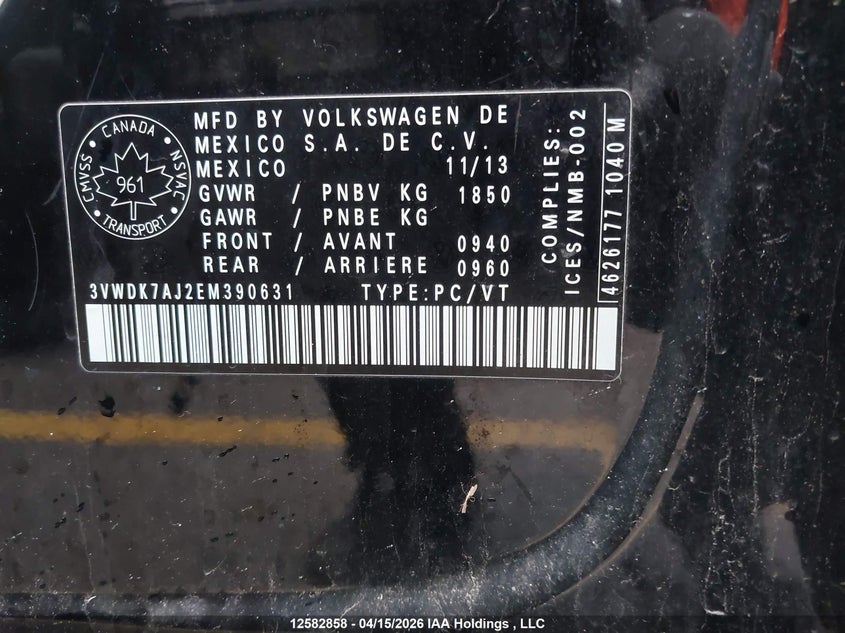 CANADA
CMVSS
NSVAC
961
TRANSPORT
MFD BY VOLKSWAGEN DE
MEXICO S.A. DE C.V.
MEXICO 11/13
GVWR / PNBV KG 1850
GAWR / PNBE KG
FRONT / AVANT 0940
REAR / ARRIERE 0960
3VWDK7AJ2EM390631 TYPE:PC/VT
COMPLIES:
ICES/NMB-002
4626177 1040 M
12582858 - 04/15/2026 IAA Holdings , LLC